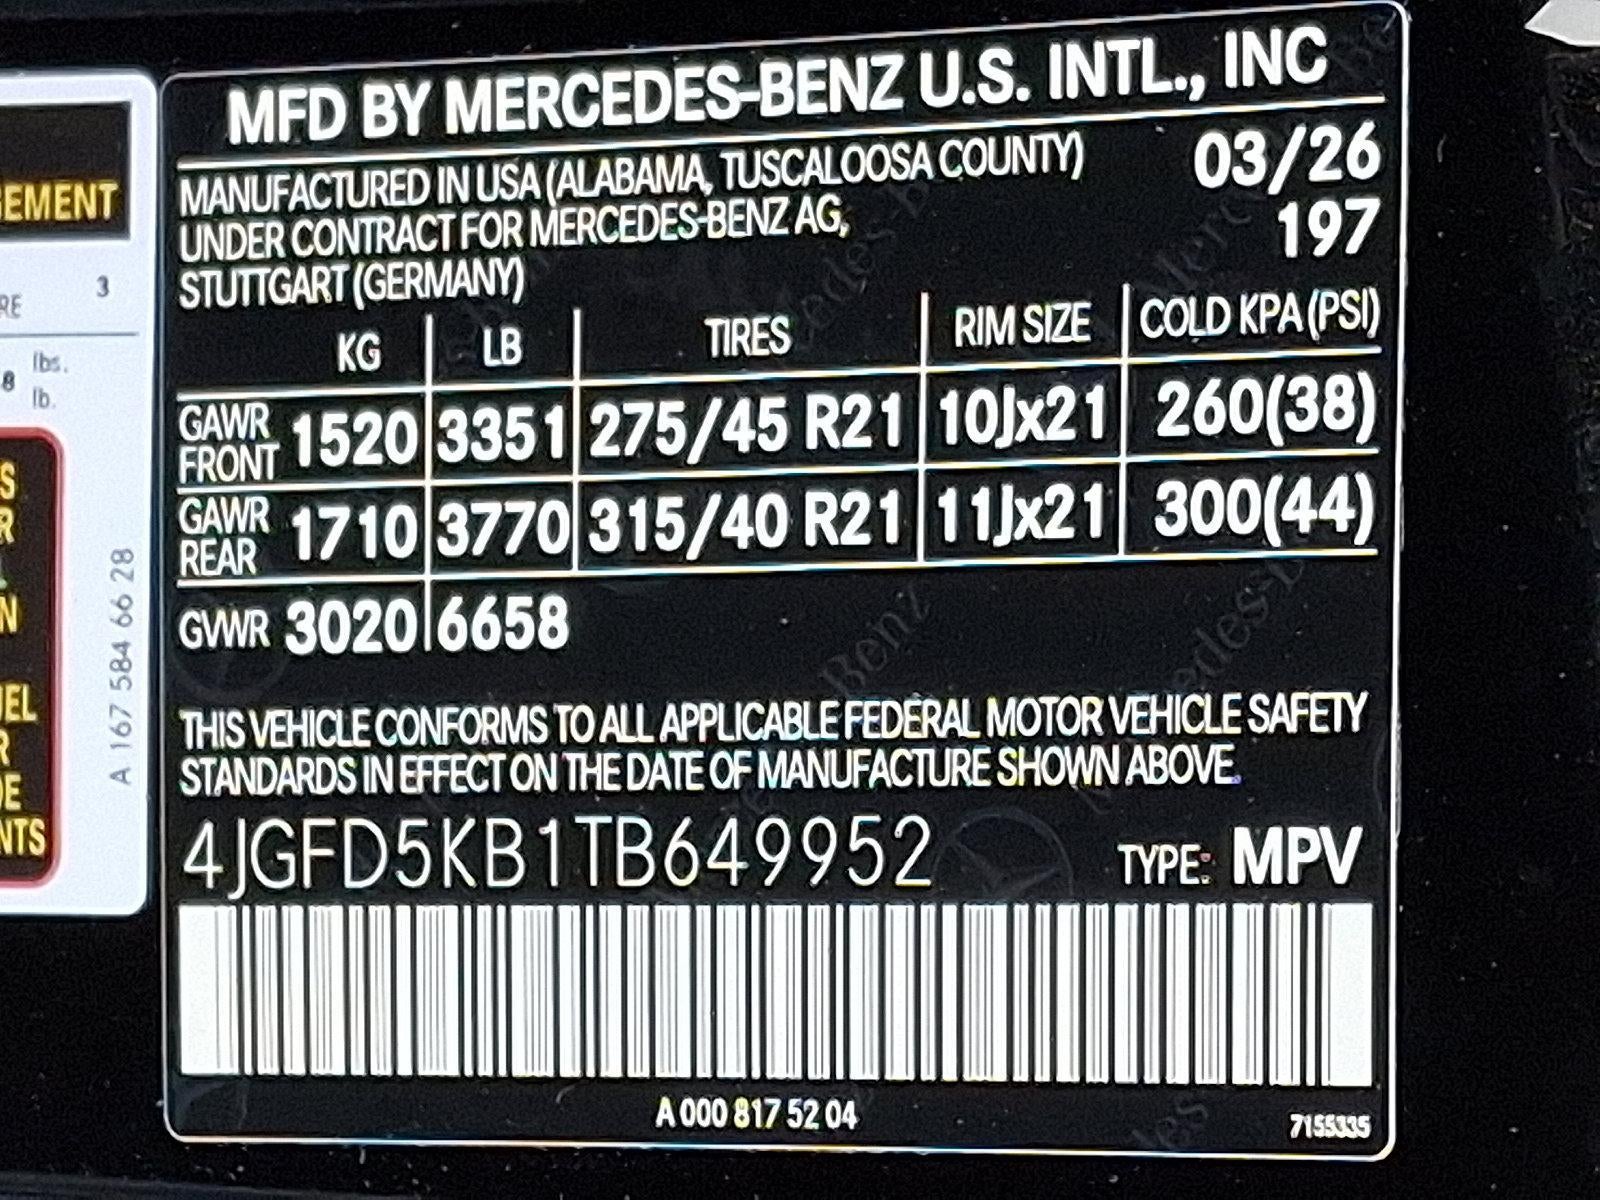 MFD BY MERCEDES-BENZ U.S. INTL., INC
MANUFACTURED IN USA (ALABAMA, TUSCALOOSA COUNTY) 03/26
UNDER CONTRACT FOR MERCEDES-BENZ AG, 197
STUTTGART (GERMANY)
KG LB TIRES RIM SIZE COLD KPA (PSI)
GAWR FRONT 1520 3351 275/45 R21 10Jx21 260(38)
GAWR REAR 1710 3770 315/40 R21 11Jx21 300(44)
GVWR 3020 6658
THIS VEHICLE CONFORMS TO ALL APPLICABLE FEDERAL MOTOR VEHICLE SAFETY
STANDARDS IN EFFECT ON THE DATE OF MANUFACTURE SHOWN ABOVE.
4JGFD5KB1TB649952 TYPE: MPV
A 000 817 52 04
7155335
3
lbs.
8 lb.
A 167 584 66 28